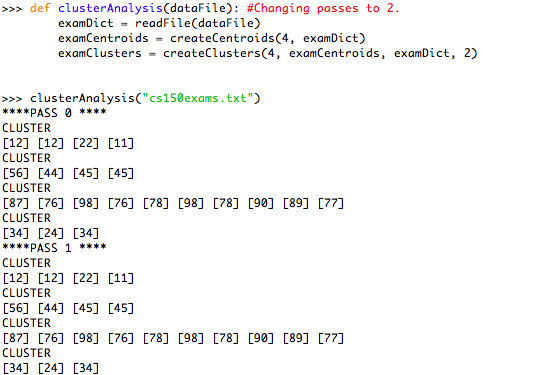 >>> def clusterAnalysis(dataFile): #Changing passes to 2.
        examDict = readFile(dataFile)
        examCentroids = createCentroids(4, examDict)
        examClusters = createClusters(4, examCentroids, examDict, 2)
>>> clusterAnalysis("cs150exams.txt")
****PASS 0 ****
CLUSTER
[12] [12] [22] [11]
CLUSTER
[56] [44] [45] [45]
CLUSTER
[87] [76] [98] [76] [78] [98] [78] [90] [89] [77]
CLUSTER
[34] [24] [34]
****PASS 1 ****
CLUSTER
[12] [12] [22] [11]
CLUSTER
[56] [44] [45] [45]
CLUSTER
[87] [76] [98] [76] [78] [98] [78] [90] [89] [77]
CLUSTER
[34] [24] [34]